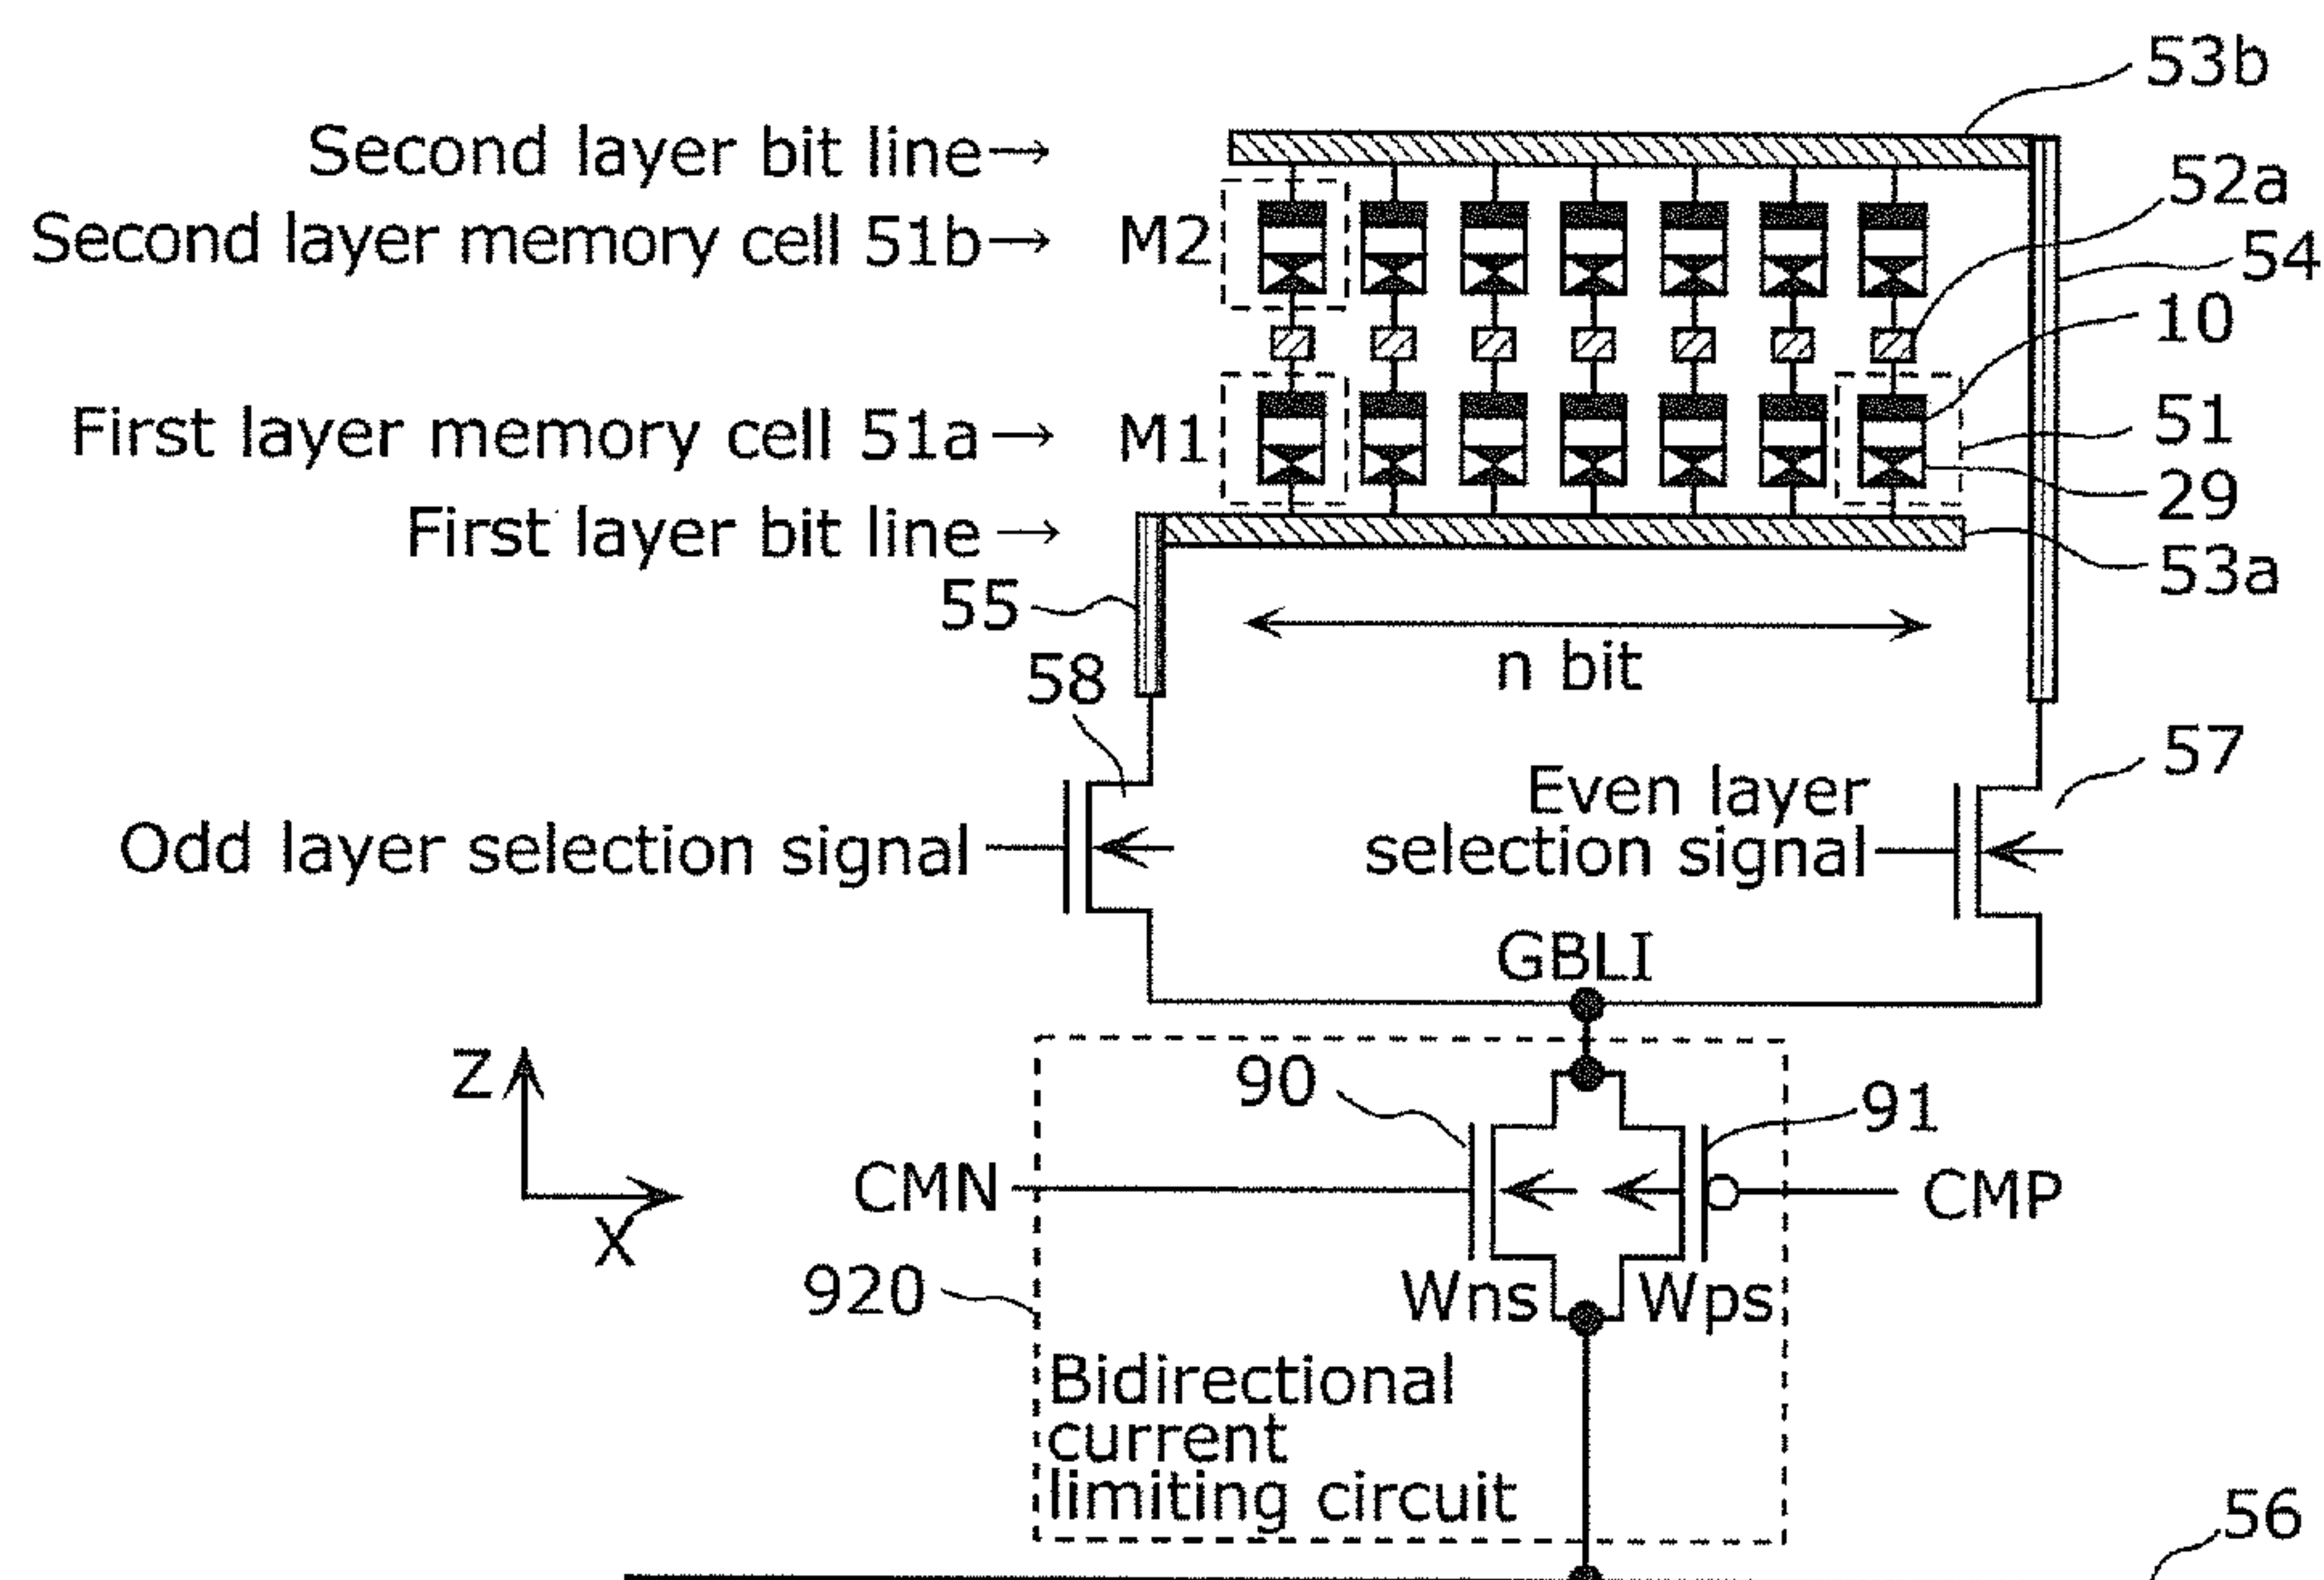 53b
Second layer bit line→
52a
Second layer memory cell 51b→ M2
54
10
First layer memory cell 51a→ M1
51
29
First layer bit line→
53a
55
n bit
58
57
Even layer
selection signal
Odd layer selection signal
GBLI
Z
X
90
91
CMN
CMP
920
Wns
Wps
Bidirectional
current
limiting circuit
56